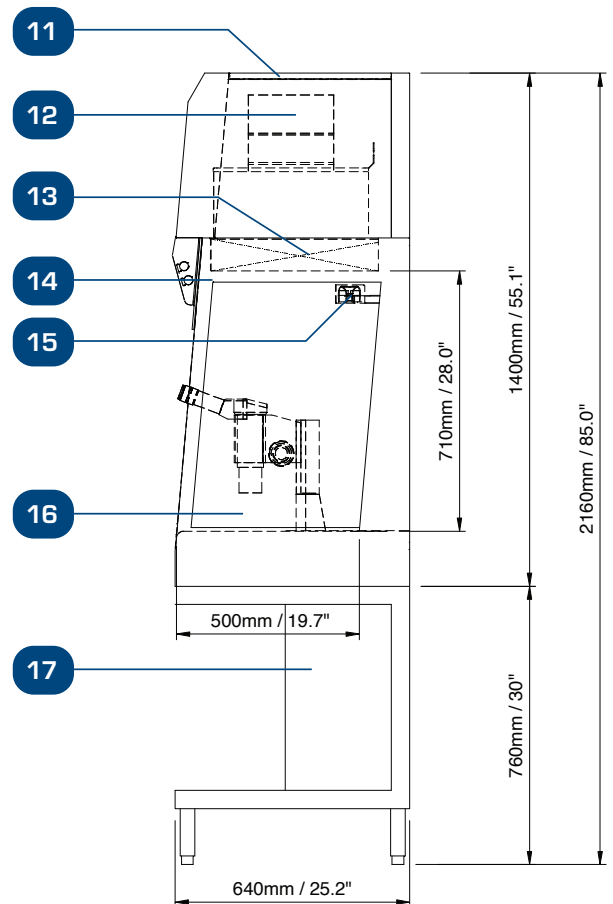 11
12
13
14
15
16
17
710mm / 28.0"
1400mm / 55.1"
2160mm / 85.0"
500mm / 19.7"
760mm / 30"
640mm / 25.2"